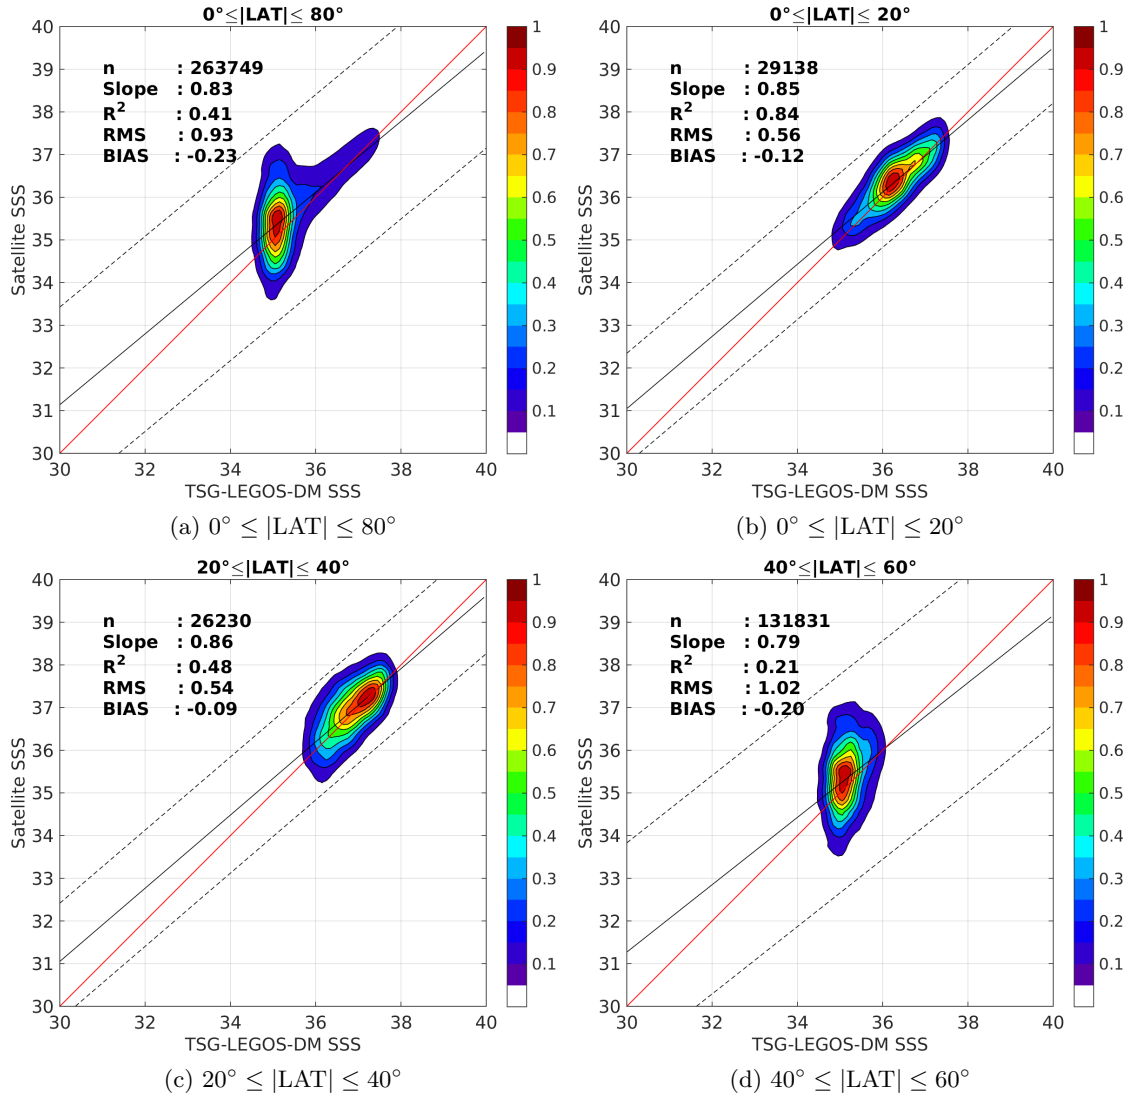 0°≤|LAT|≤ 80°
n : 263749
Slope : 0.83
R² : 0.41
RMS : 0.93
BIAS : -0.23
Satellite SSS
40
39
38
37
36
35
34
33
32
31
30
30 32 34 36 38 40
TSG-LEGOS-DM SSS
1
0.9
0.8
0.7
0.6
0.5
0.4
0.3
0.2
0.1
(a) 0° ≤ |LAT| ≤ 80°
0°≤|LAT|≤ 20°
n : 29138
Slope : 0.85
R² : 0.84
RMS : 0.56
BIAS : -0.12
Satellite SSS
40
39
38
37
36
35
34
33
32
31
30
30 32 34 36 38 40
TSG-LEGOS-DM SSS
1
0.9
0.8
0.7
0.6
0.5
0.4
0.3
0.2
0.1
(b) 0° ≤ |LAT| ≤ 20°
20°≤|LAT|≤ 40°
n : 26230
Slope : 0.86
R² : 0.48
RMS : 0.54
BIAS : -0.09
Satellite SSS
40
39
38
37
36
35
34
33
32
31
30
30 32 34 36 38 40
TSG-LEGOS-DM SSS
1
0.9
0.8
0.7
0.6
0.5
0.4
0.3
0.2
0.1
(c) 20° ≤ |LAT| ≤ 40°
40°≤|LAT|≤ 60°
n : 131831
Slope : 0.79
R² : 0.21
RMS : 1.02
BIAS : -0.20
Satellite SSS
40
39
38
37
36
35
34
33
32
31
30
30 32 34 36 38 40
TSG-LEGOS-DM SSS
1
0.9
0.8
0.7
0.6
0.5
0.4
0.3
0.2
0.1
(d) 40° ≤ |LAT| ≤ 60°